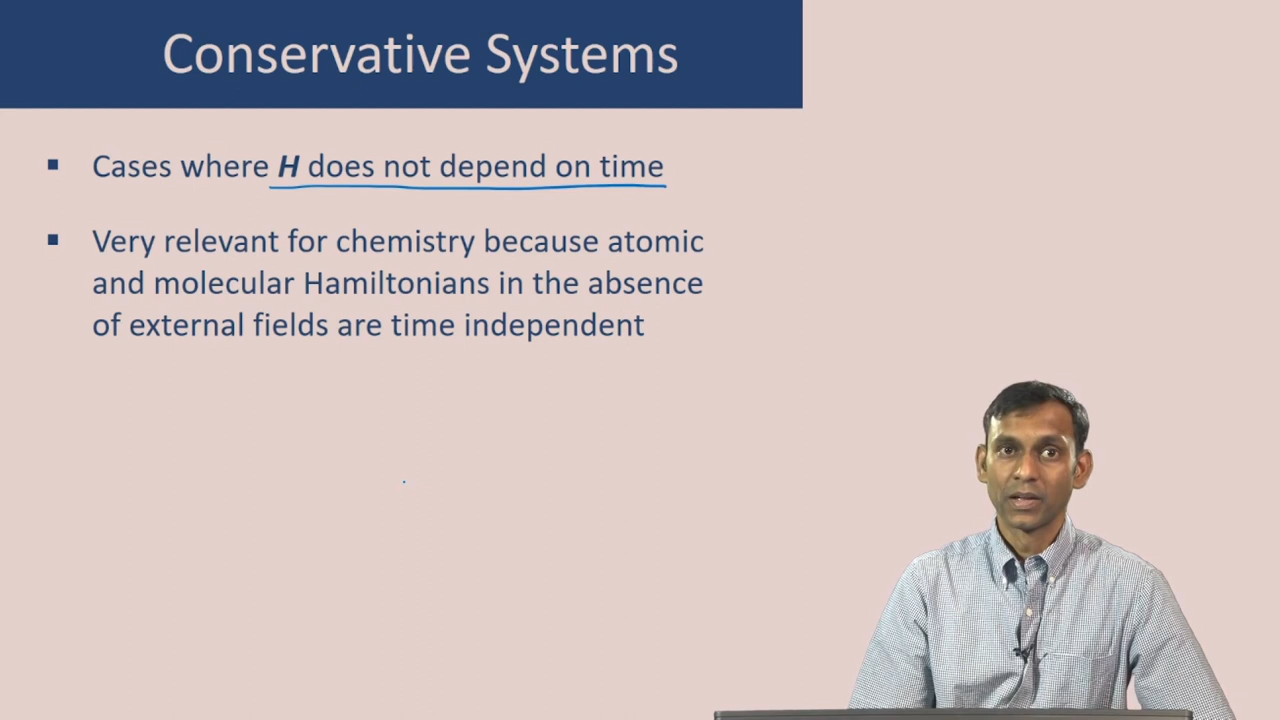 Conservative Systems
▪ Cases where H does not depend on time
▪ Very relevant for chemistry because atomic
and molecular Hamiltonians in the absence
of external fields are time independent